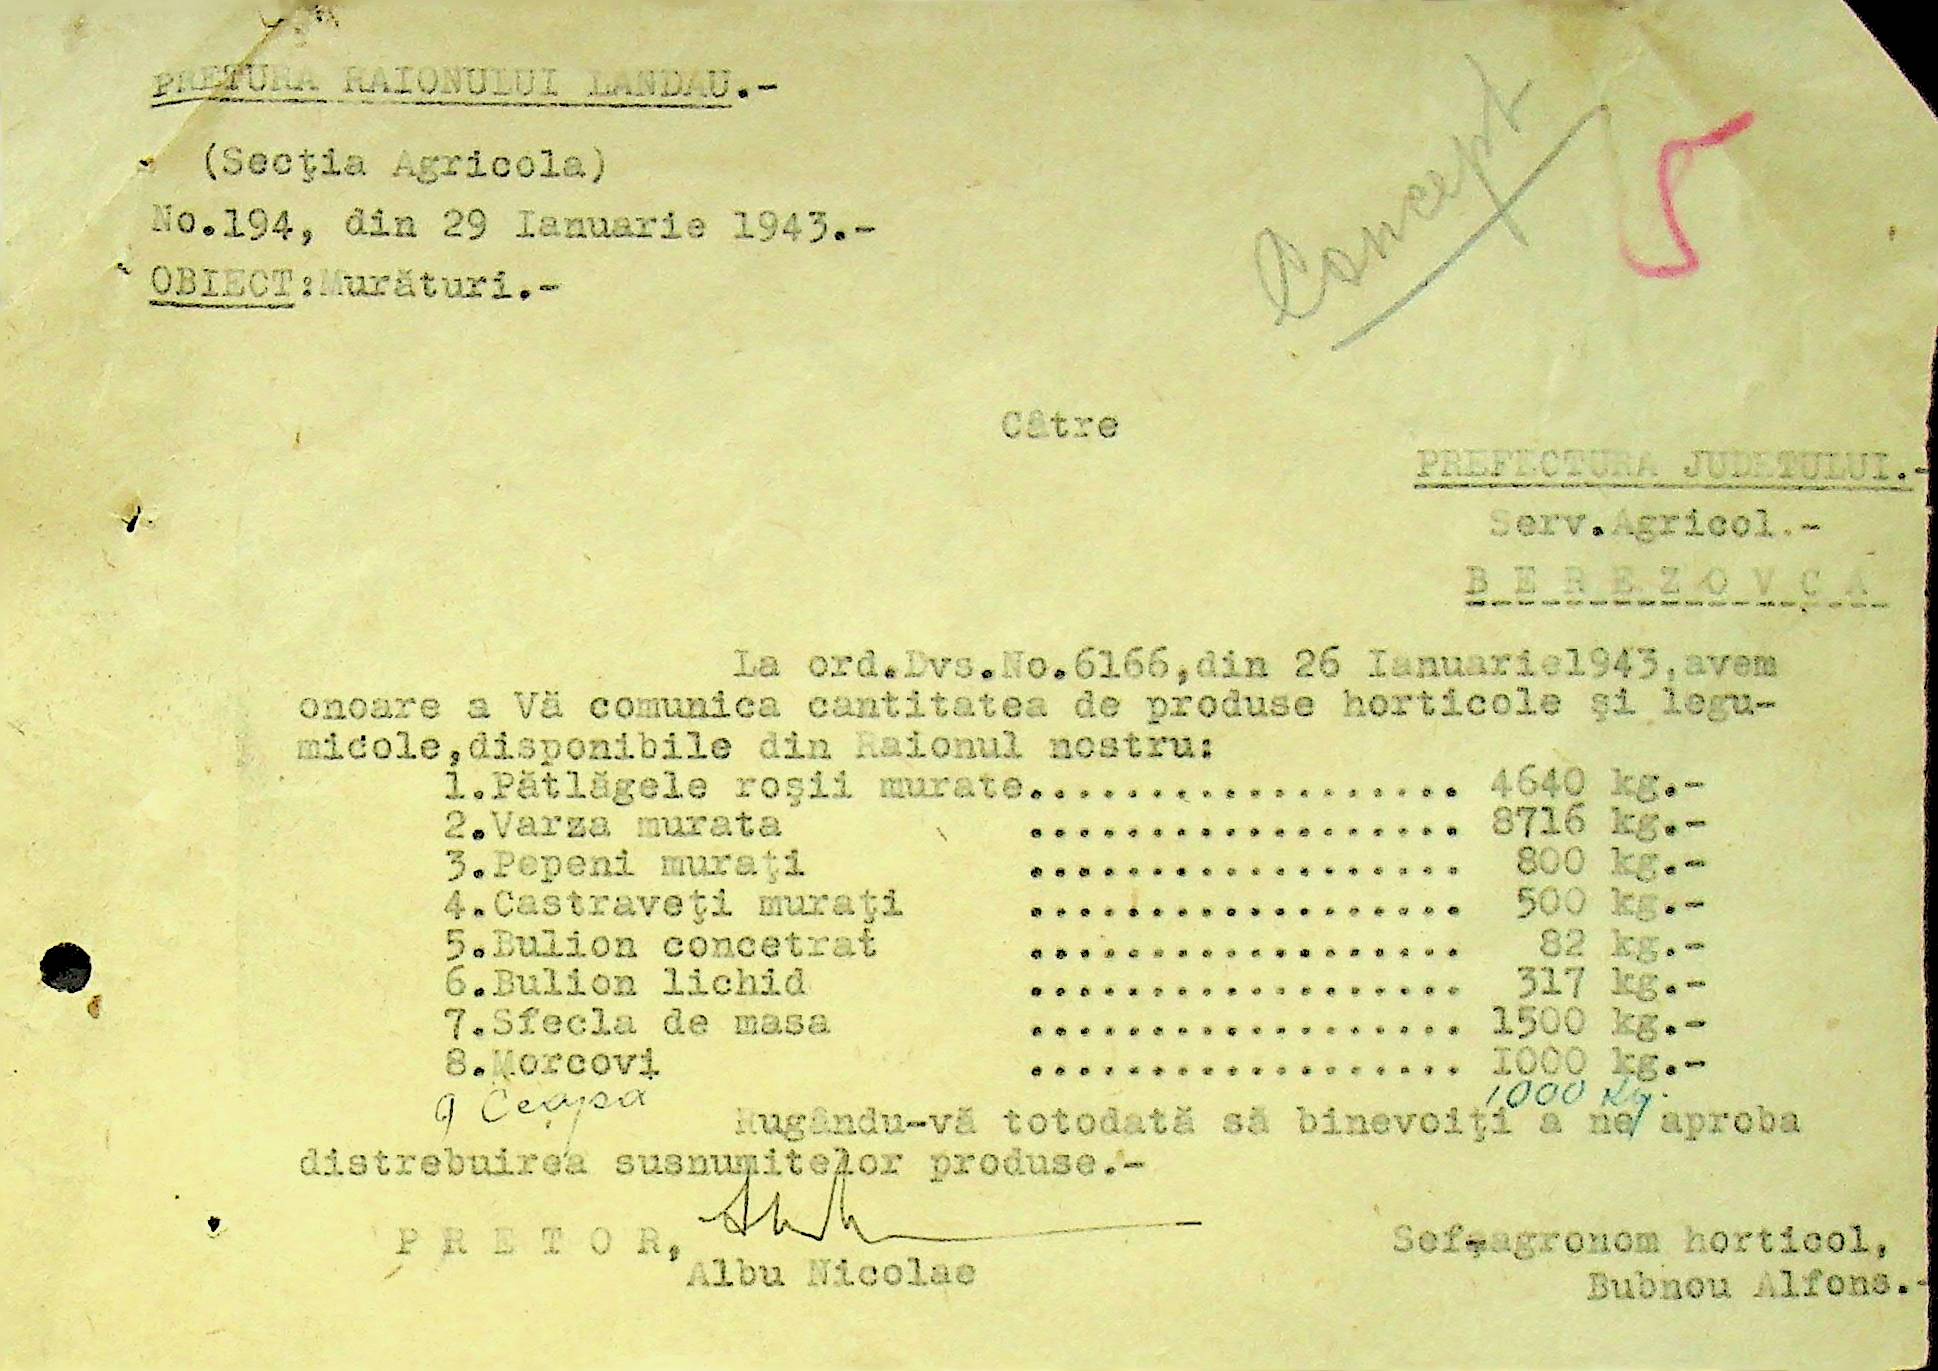 PRETURA RAIONULUI LANDAU.-
Concept
5
(Secţia Agricola)
No.194, din 29 Ianuarie 1943.-
OBIECT:Murături.-
Către
PREFECTURA JUDETULUI.-
Serv.Agricol.-
B E R E Z O V C A
La ord.Dvs.No.6166,din 26 Ianuarie1943,avem
onoare a Vă comunica cantitatea de produse horticole şi legu-
micole,disponibile din Raionul nostru:
1.Pătlăgele roşii murate.................. 4640 kg.-
2.Varza murata .................. 8716 kg.-
3.Pepeni muraţi .................. 800 kg.-
4.Castraveţi muraţi .................. 500 kg.-
5.Bulion concetrat .................. 82 kg.-
6.Bulion lichid .................. 317 kg.-
7.Sfecla de masa .................. 1500 kg.-
8.Morcovi .................. 1000 kg.-
9 Ceapa 1000 kg.
Rugându-vă totodată să binevoiţi a ne aproba
distrebuirea susnumitelor produse.-
P R E T O R,
Albu Nicolae
Sef-agronom horticol,
Bubnou Alfons.-